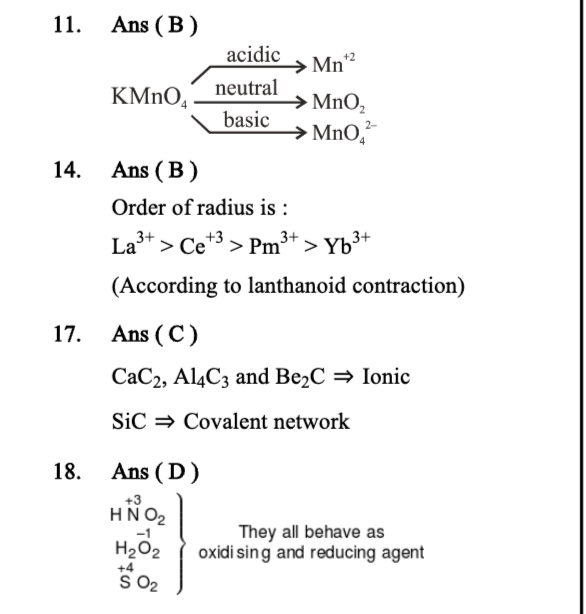 11. Ans ( B )
acidic
Mn⁺²
KMnO₄
neutral
MnO₂
basic
MnO₄²⁻
14. Ans ( B )
Order of radius is :
La³⁺ > Ce⁺³ > Pm³⁺ > Yb³⁺
(According to lanthanoid contraction)
17. Ans ( C )
CaC₂, Al₄C₃ and Be₂C ⇒ Ionic
SiC ⇒ Covalent network
18. Ans ( D )
+3
H N O₂
–1
H₂O₂
+4
S O₂
They all behave as
oxidising and reducing agent